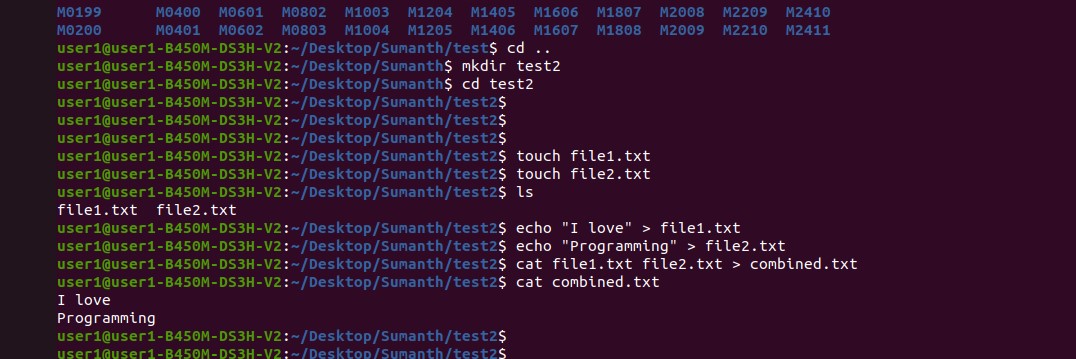 M0199 M0400 M0601 M0802 M1003 M1204 M1405 M1606 M1807 M2008 M2209 M2410
M0200 M0401 M0602 M0803 M1004 M1205 M1406 M1607 M1808 M2009 M2210 M2411
user1@user1-B450M-DS3H-V2:~/Desktop/Sumanth/test$ cd ..
user1@user1-B450M-DS3H-V2:~/Desktop/Sumanth$ mkdir test2
user1@user1-B450M-DS3H-V2:~/Desktop/Sumanth$ cd test2
user1@user1-B450M-DS3H-V2:~/Desktop/Sumanth/test2$
user1@user1-B450M-DS3H-V2:~/Desktop/Sumanth/test2$
user1@user1-B450M-DS3H-V2:~/Desktop/Sumanth/test2$
user1@user1-B450M-DS3H-V2:~/Desktop/Sumanth/test2$ touch file1.txt
user1@user1-B450M-DS3H-V2:~/Desktop/Sumanth/test2$ touch file2.txt
user1@user1-B450M-DS3H-V2:~/Desktop/Sumanth/test2$ ls
file1.txt file2.txt
user1@user1-B450M-DS3H-V2:~/Desktop/Sumanth/test2$ echo "I love" > file1.txt
user1@user1-B450M-DS3H-V2:~/Desktop/Sumanth/test2$ echo "Programming" > file2.txt
user1@user1-B450M-DS3H-V2:~/Desktop/Sumanth/test2$ cat file1.txt file2.txt > combined.txt
user1@user1-B450M-DS3H-V2:~/Desktop/Sumanth/test2$ cat combined.txt
I love
Programming
user1@user1-B450M-DS3H-V2:~/Desktop/Sumanth/test2$
user1@user1-B450M-DS3H-V2:~/Desktop/Sumanth/test2$